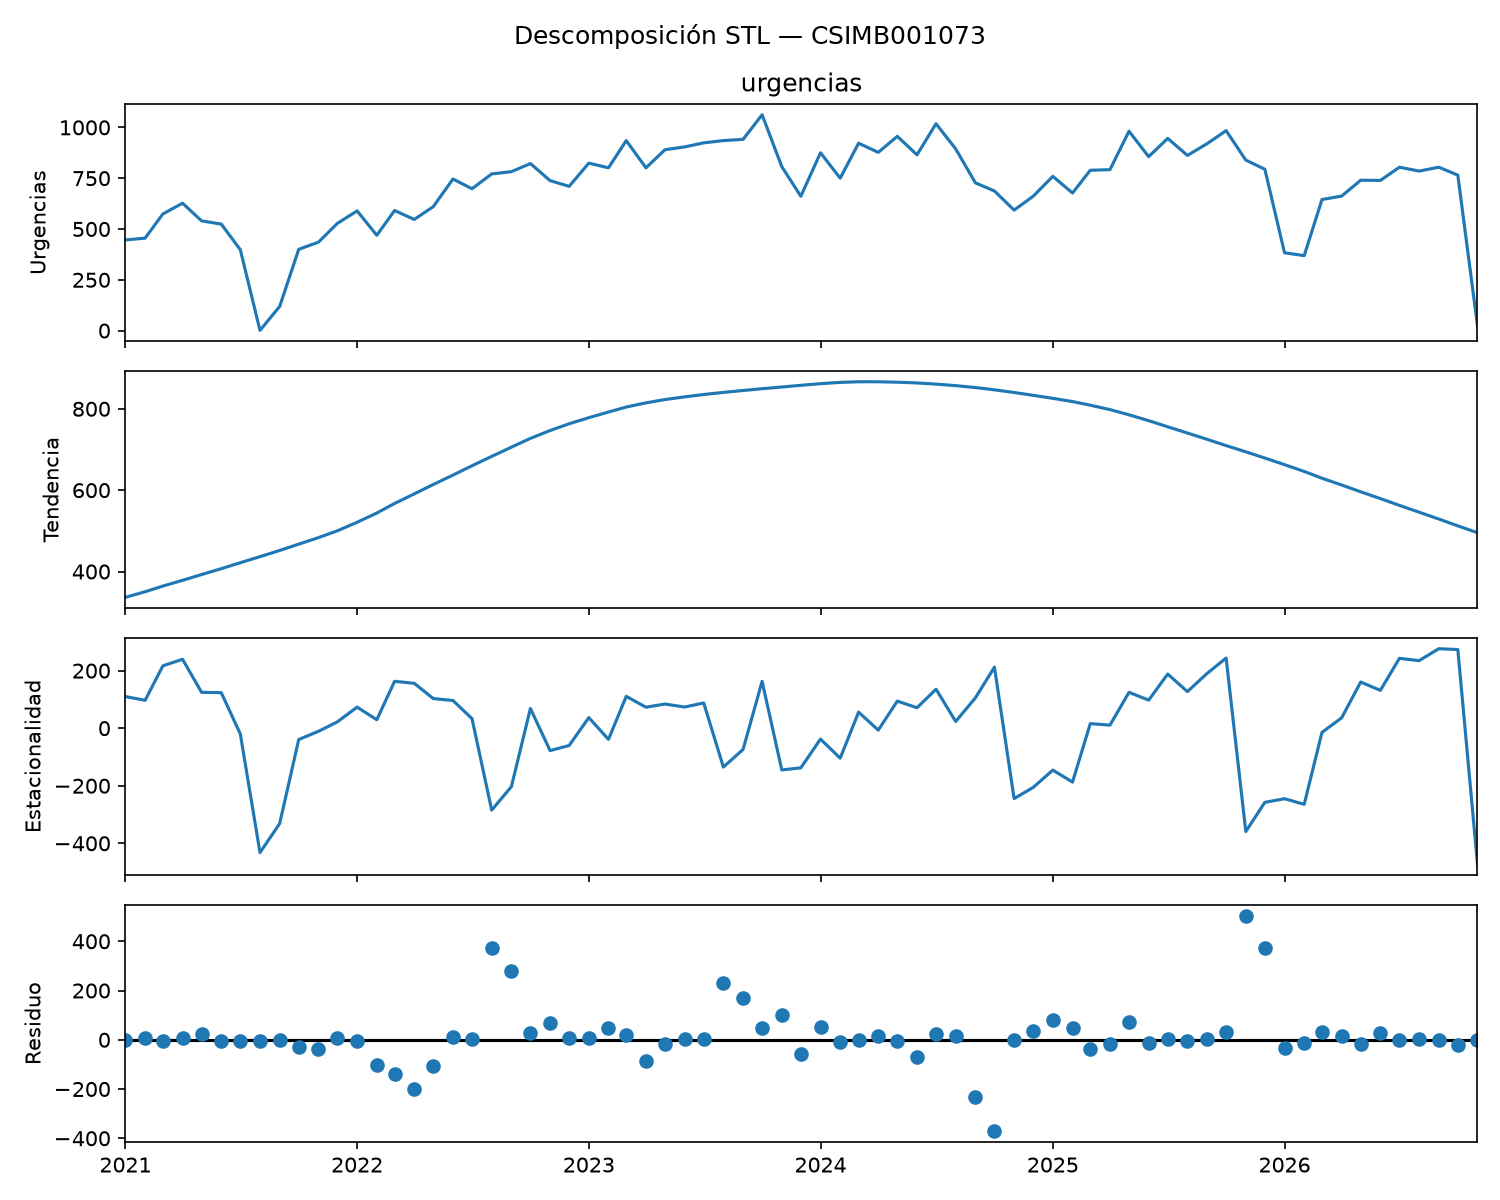 Descomposición STL — CSIMB001073
urgencias
Urgencias
1000
750
500
250
0
Tendencia
800
600
400
Estacionalidad
200
0
−200
−400
Residuo
400
200
0
−200
−400
2021 2022 2023 2024 2025 2026